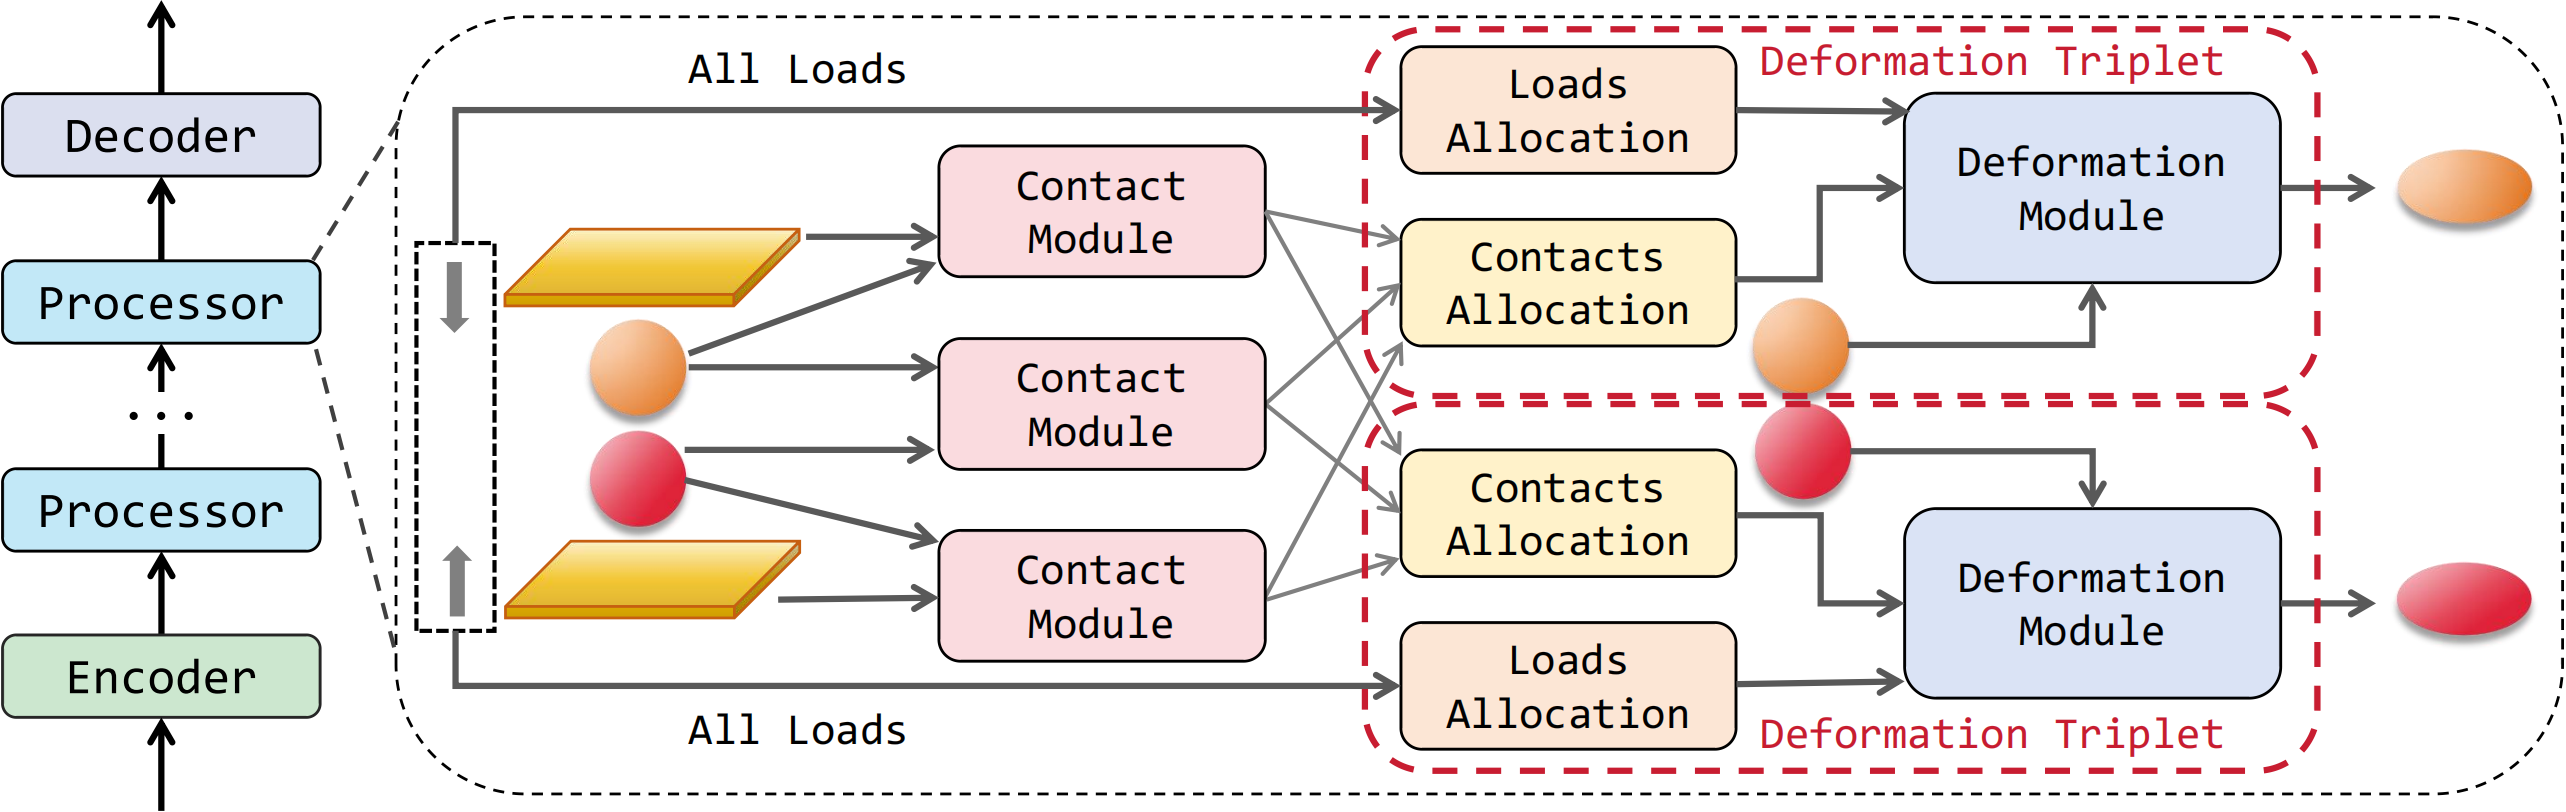 Decoder
Processor
. . .
Processor
Encoder
All Loads
Contact
Module
Contact
Module
Contact
Module
All Loads
Deformation Triplet
Loads
Allocation
Contacts
Allocation
Deformation
Module
Contacts
Allocation
Loads
Allocation
Deformation
Module
Deformation Triplet